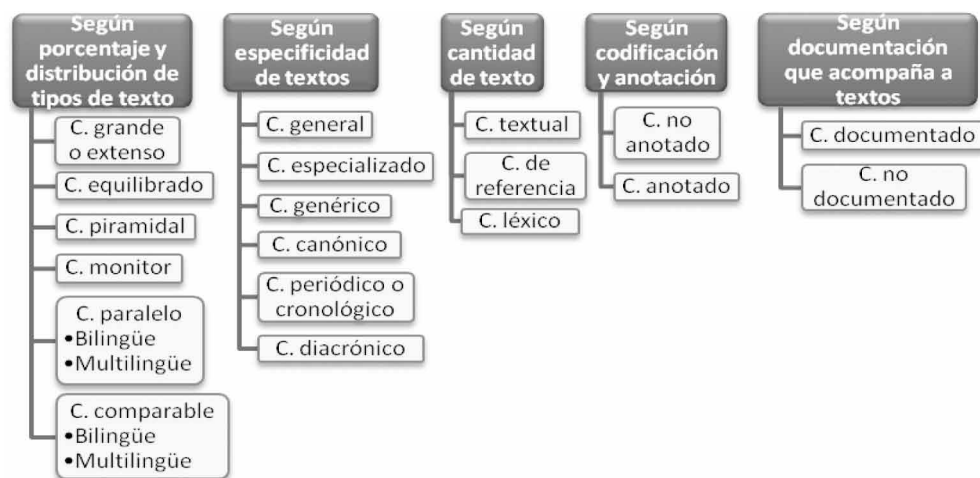 Según
porcentaje y
distribución de
tipos de texto
C. grande
o extenso
C. equilibrado
C. piramidal
C. monitor
C. paralelo
•Bilingüe
•Multilingüe
C. comparable
•Bilingüe
•Multilingüe
Según
especificidad
de textos
C. general
C. especializado
C. genérico
C. canónico
C. periódico o
cronológico
C. diacrónico
Según
cantidad
de texto
C. textual
C. de
referencia
C. léxico
Según
codificación
y anotación
C. no
anotado
C. anotado
Según
documentación
que acompaña a
textos
C. documentado
C. no
documentado